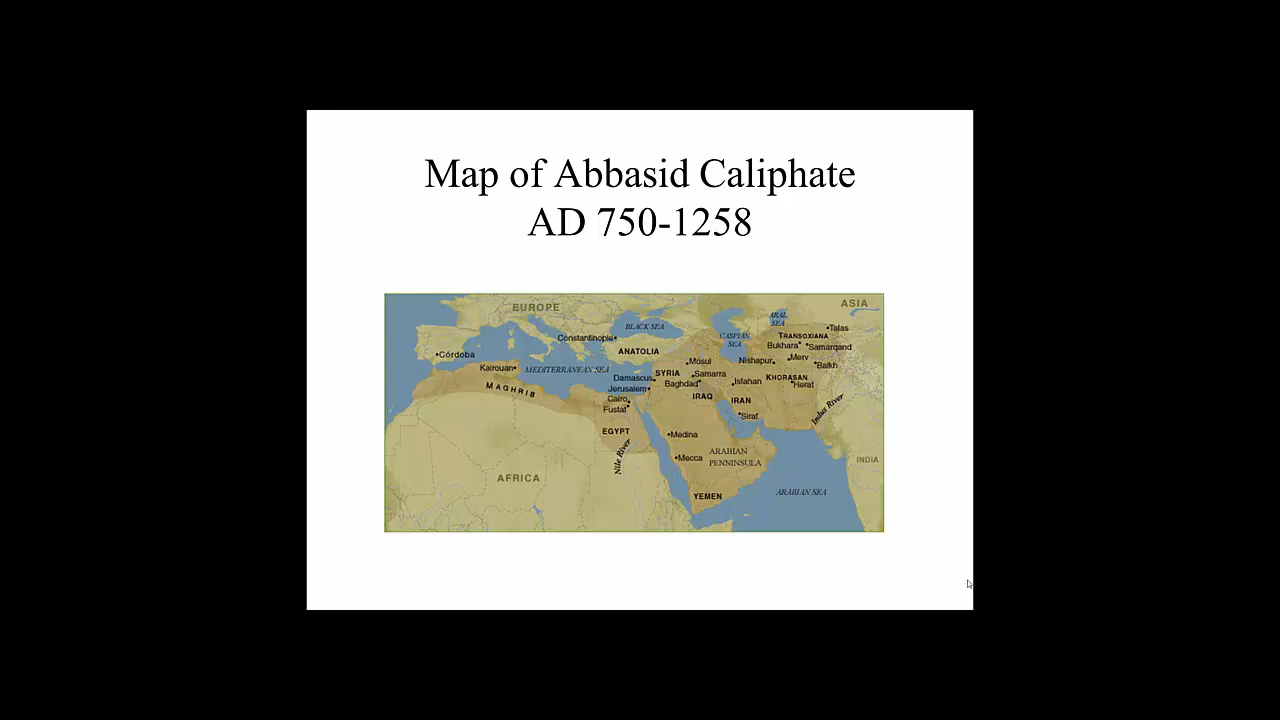 Map of Abbasid Caliphate
AD 750-1258
EUROPE
ASIA
BLACK SEA
ARAL
SEA
Talas
Constantinople
CASPIAN
SEA
TRANSOXIANA
Bukhara
Samarqand
Córdoba
ANATOLIA
Mosul
Nishapur
Merv
Balkh
Kairouan
MEDITERRANEAN SEA
SYRIA
Samarra
Damascus
Baghdad
Isfahan
KHORASAN
Herat
MAGHRIB
Jerusalem
Cairo
Fustat
IRAQ
IRAN
Siraf
Indus River
EGYPT
Medina
Nile River
Mecca
ARABIAN
PENNINSULA
INDIA
AFRICA
YEMEN
ARABIAN SEA